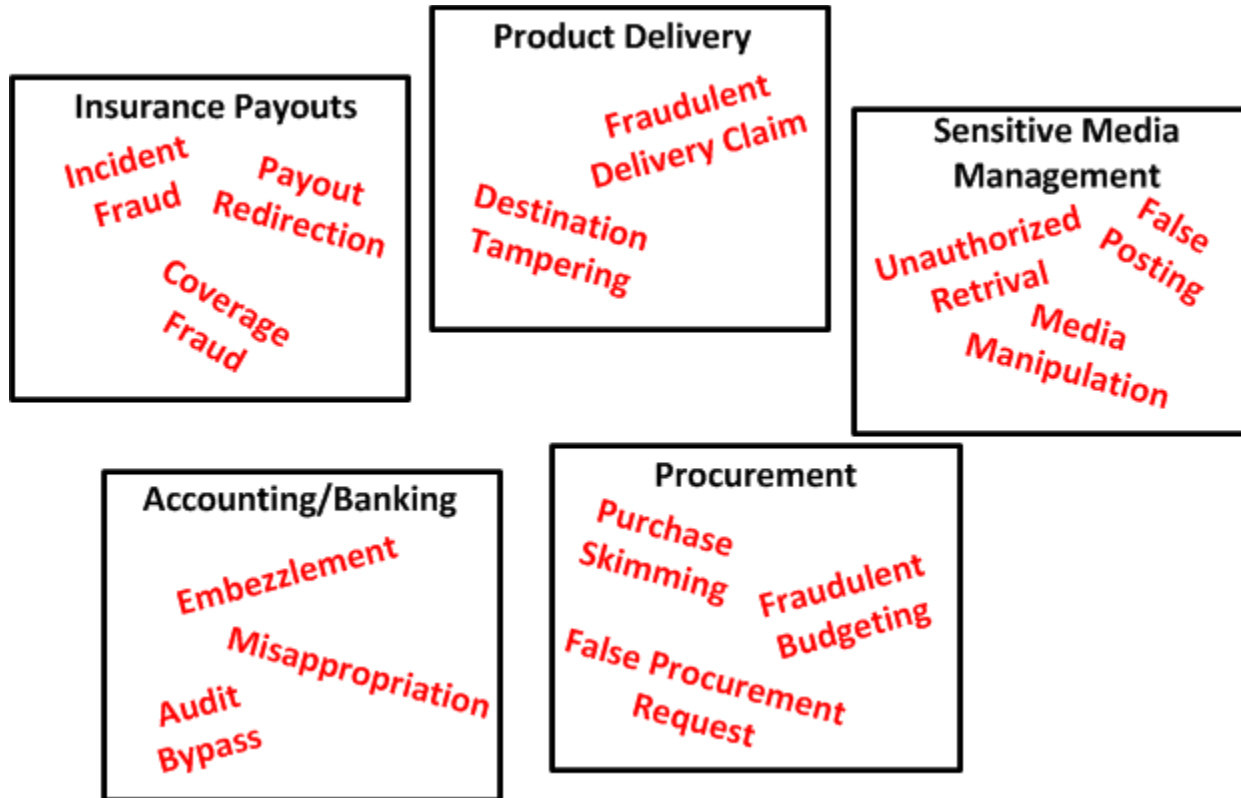 Insurance Payouts
Incident
Fraud
Payout
Redirection
Coverage
Fraud
Product Delivery
Fraudulent
Delivery Claim
Destination
Tampering
Sensitive Media
Management
Unauthorized
Retrival
False
Posting
Media
Manipulation
Accounting/Banking
Embezzlement
Misappropriation
Audit
Bypass
Procurement
Purchase
Skimming
Fraudulent
Budgeting
False Procurement
Request